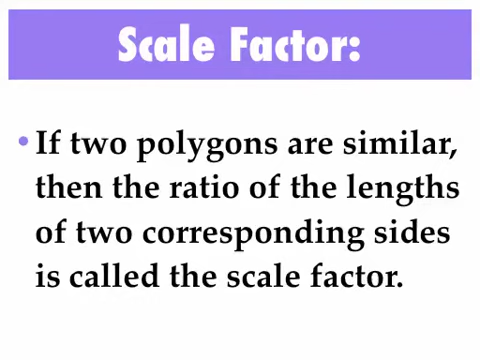 Scale Factor:
• If two polygons are similar,
then the ratio of the lengths
of two corresponding sides
is called the scale factor.